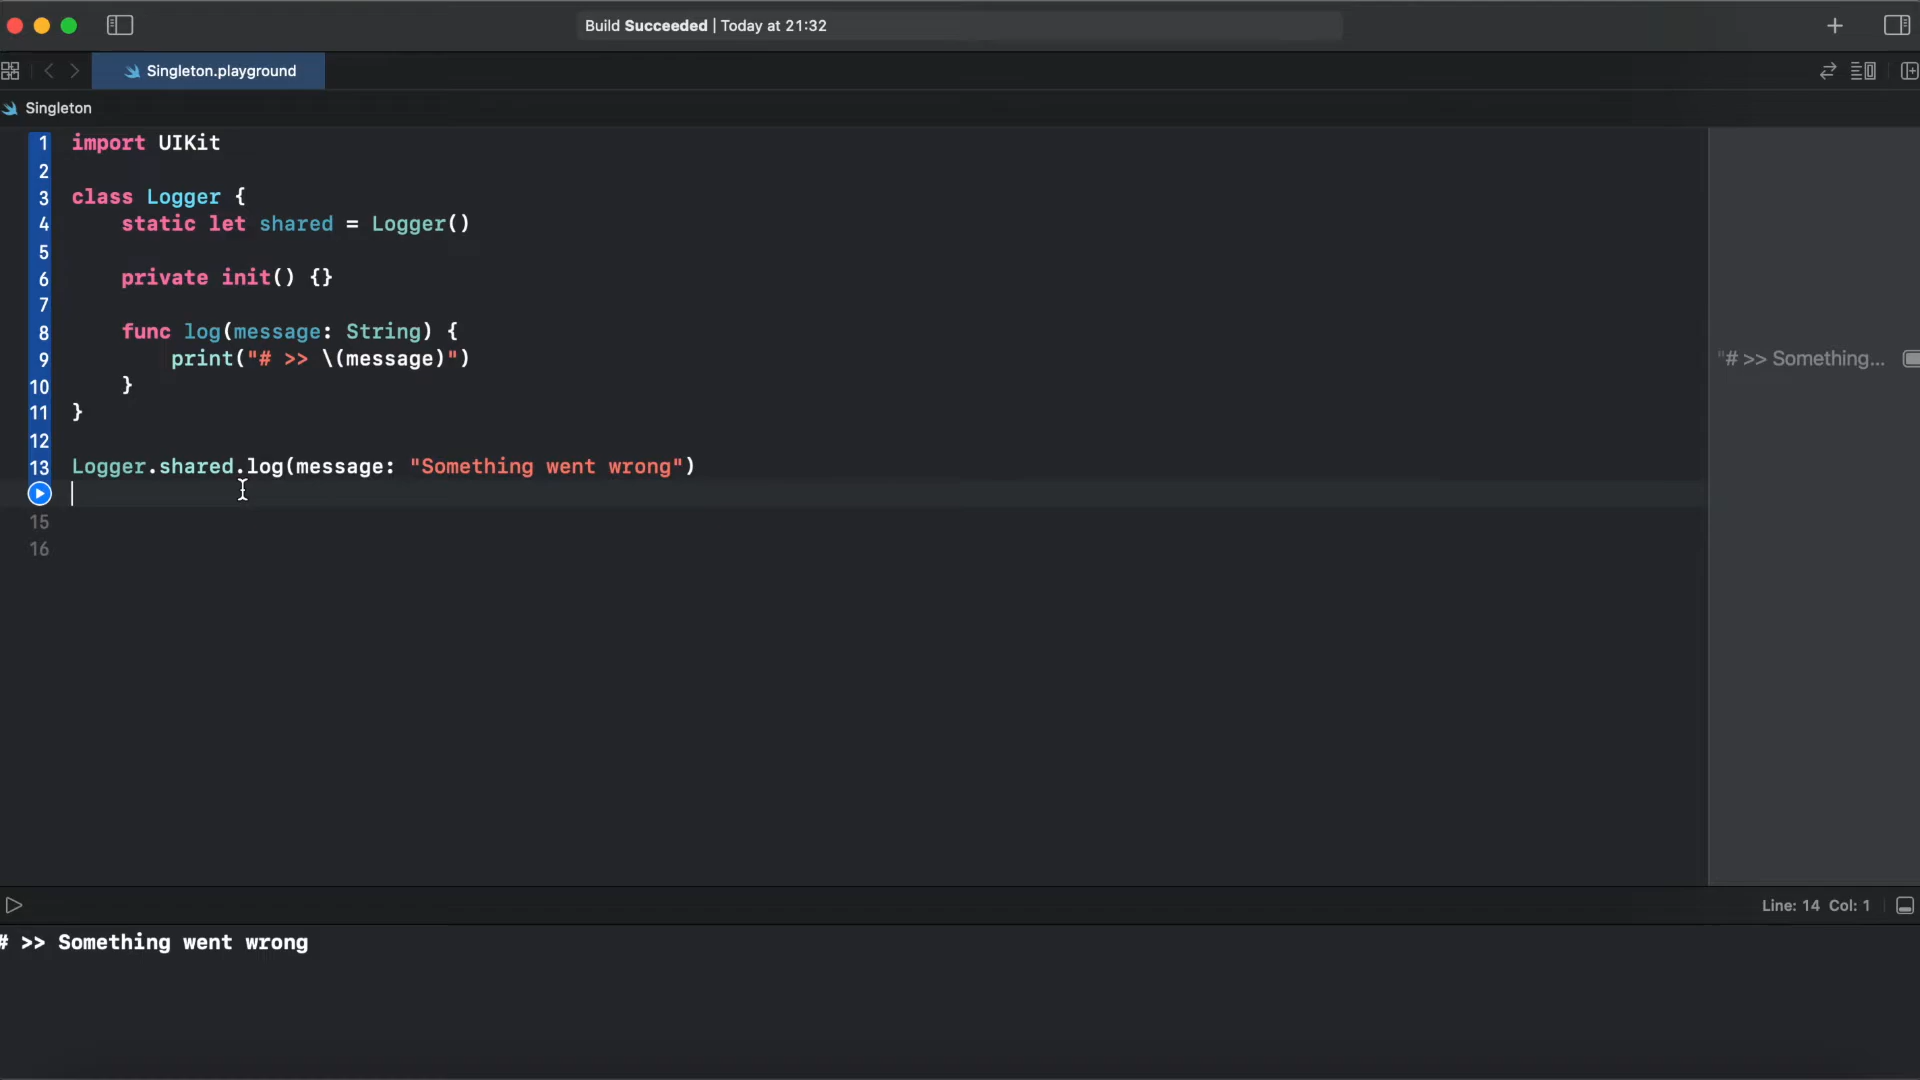 Build Succeeded | Today at 21:32
Singleton.playground
Singleton
1 import UIKit
2
3 class Logger {
4     static let shared = Logger()
5
6     private init() {}
7
8     func log(message: String) {
9         print("# >> \(message)")
"# >> Something...
10     }
11 }
12
13 Logger.shared.log(message: "Something went wrong")
15
16
Line: 14 Col: 1
# >> Something went wrong